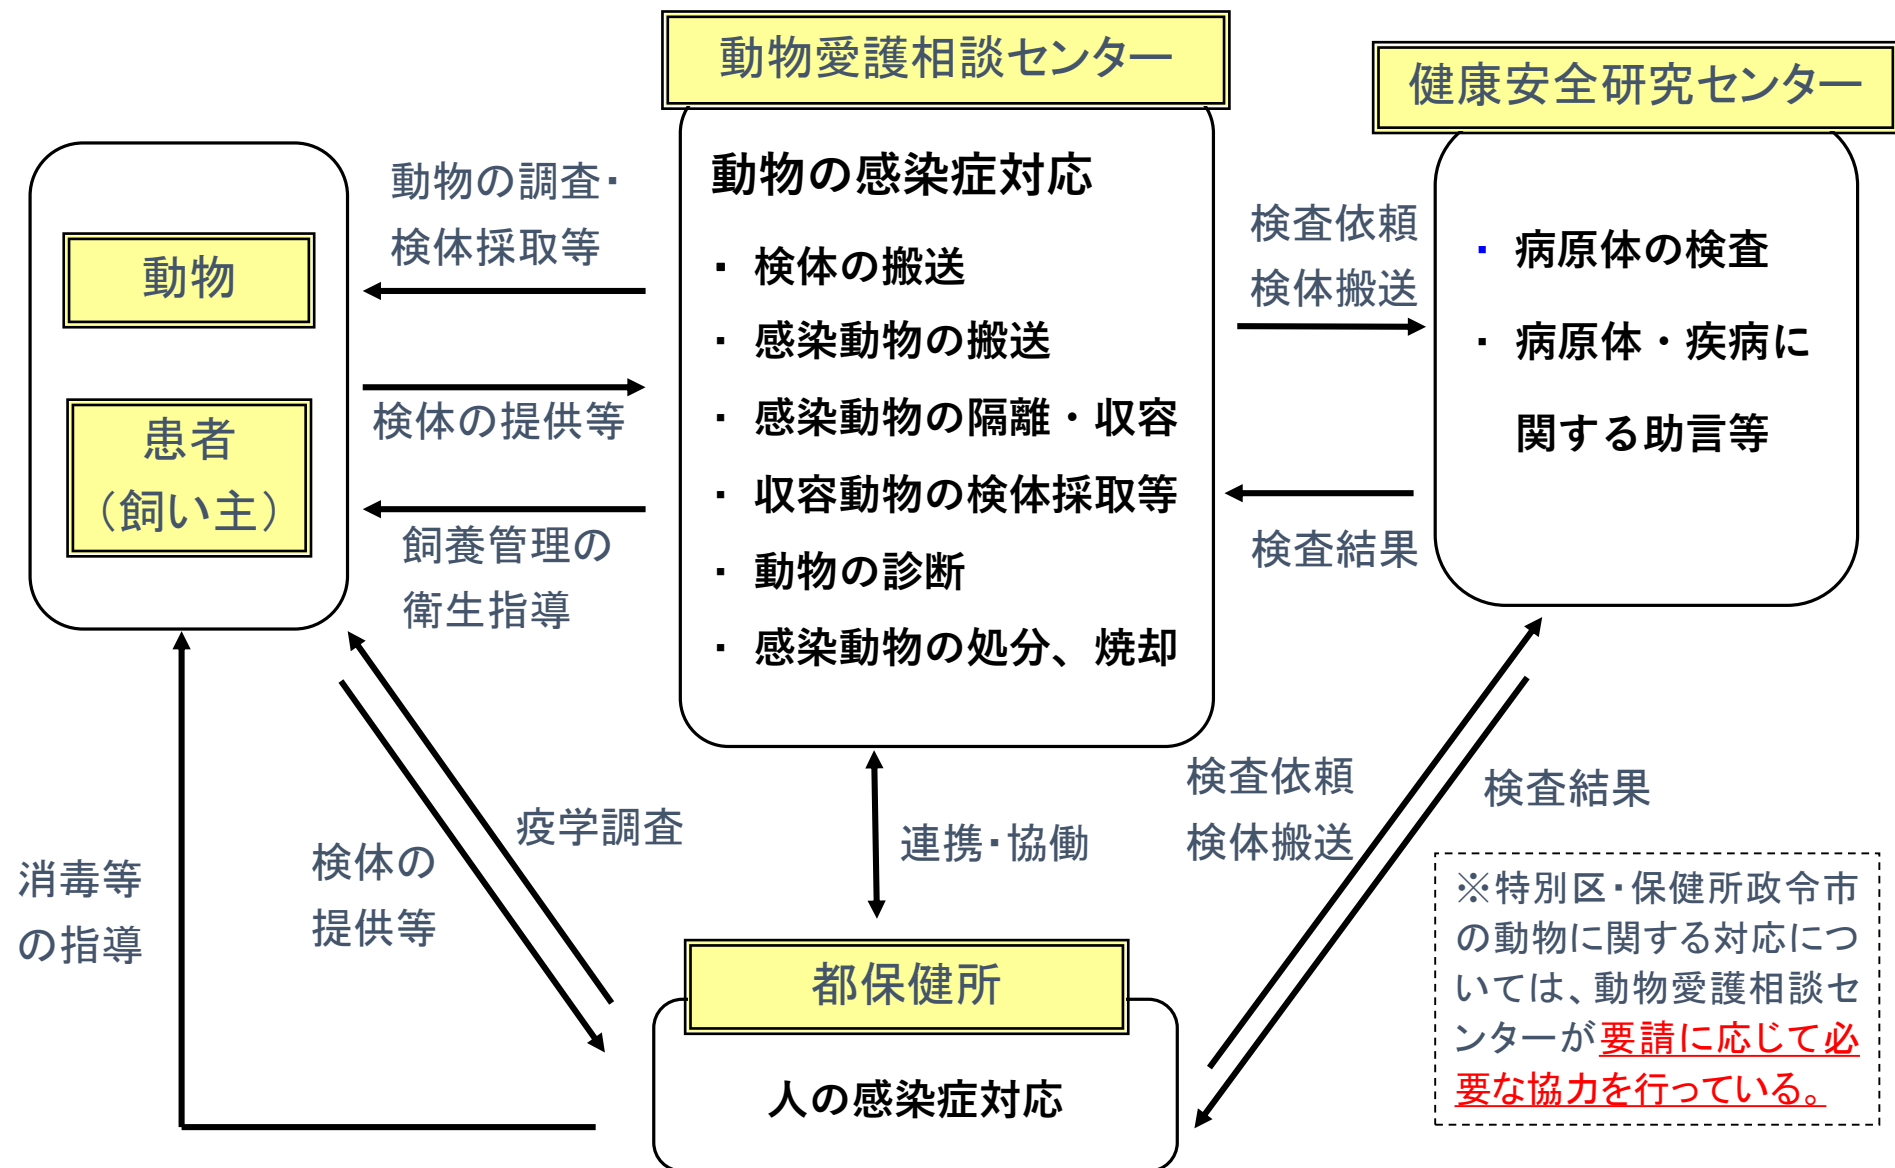 動物愛護相談センター
健康安全研究センター
動物
患者
（飼い主）
動物の調査・
検体採取等
検体の提供等
飼養管理の
衛生指導
動物の感染症対応
・ 検体の搬送
・ 感染動物の搬送
・ 感染動物の隔離・収容
・ 収容動物の検体採取等
・ 動物の診断
・ 感染動物の処分、焼却
検査依頼
検体搬送
検査結果
・ 病原体の検査
・ 病原体・疾病に
関する助言等
消毒等
の指導
検体の
提供等
疫学調査
連携・協働
検査依頼
検体搬送
検査結果
都保健所
人の感染症対応
※特別区・保健所政令市
の動物に関する対応につ
いては、動物愛護相談セ
ンターが要請に応じて必
要な協力を行っている。